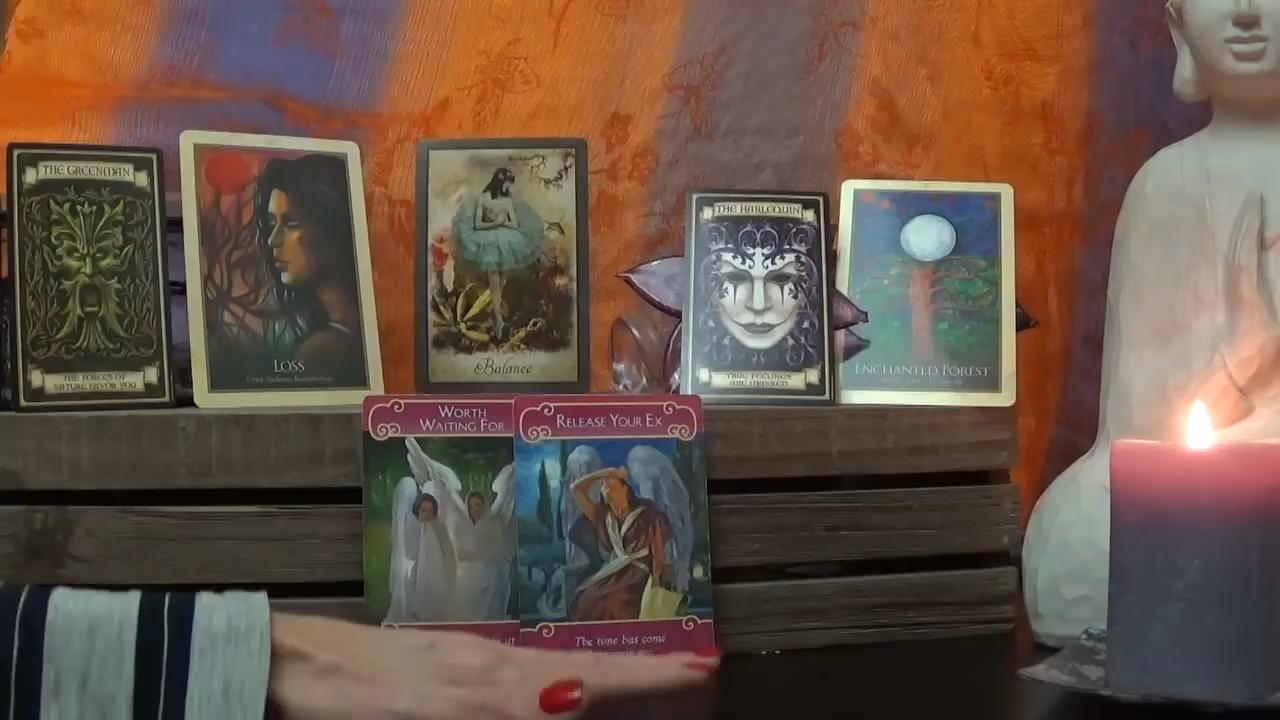 THE GREENMAN
THE FORCES OF
NATURE FAVOR YOU
LOSS
Balance
THE HARLEQUIN
TRUE FEELINGS
ARE MASKED
ENCHANTED FOREST
WORTH
WAITING FOR
RELEASE YOUR EX
The time has come